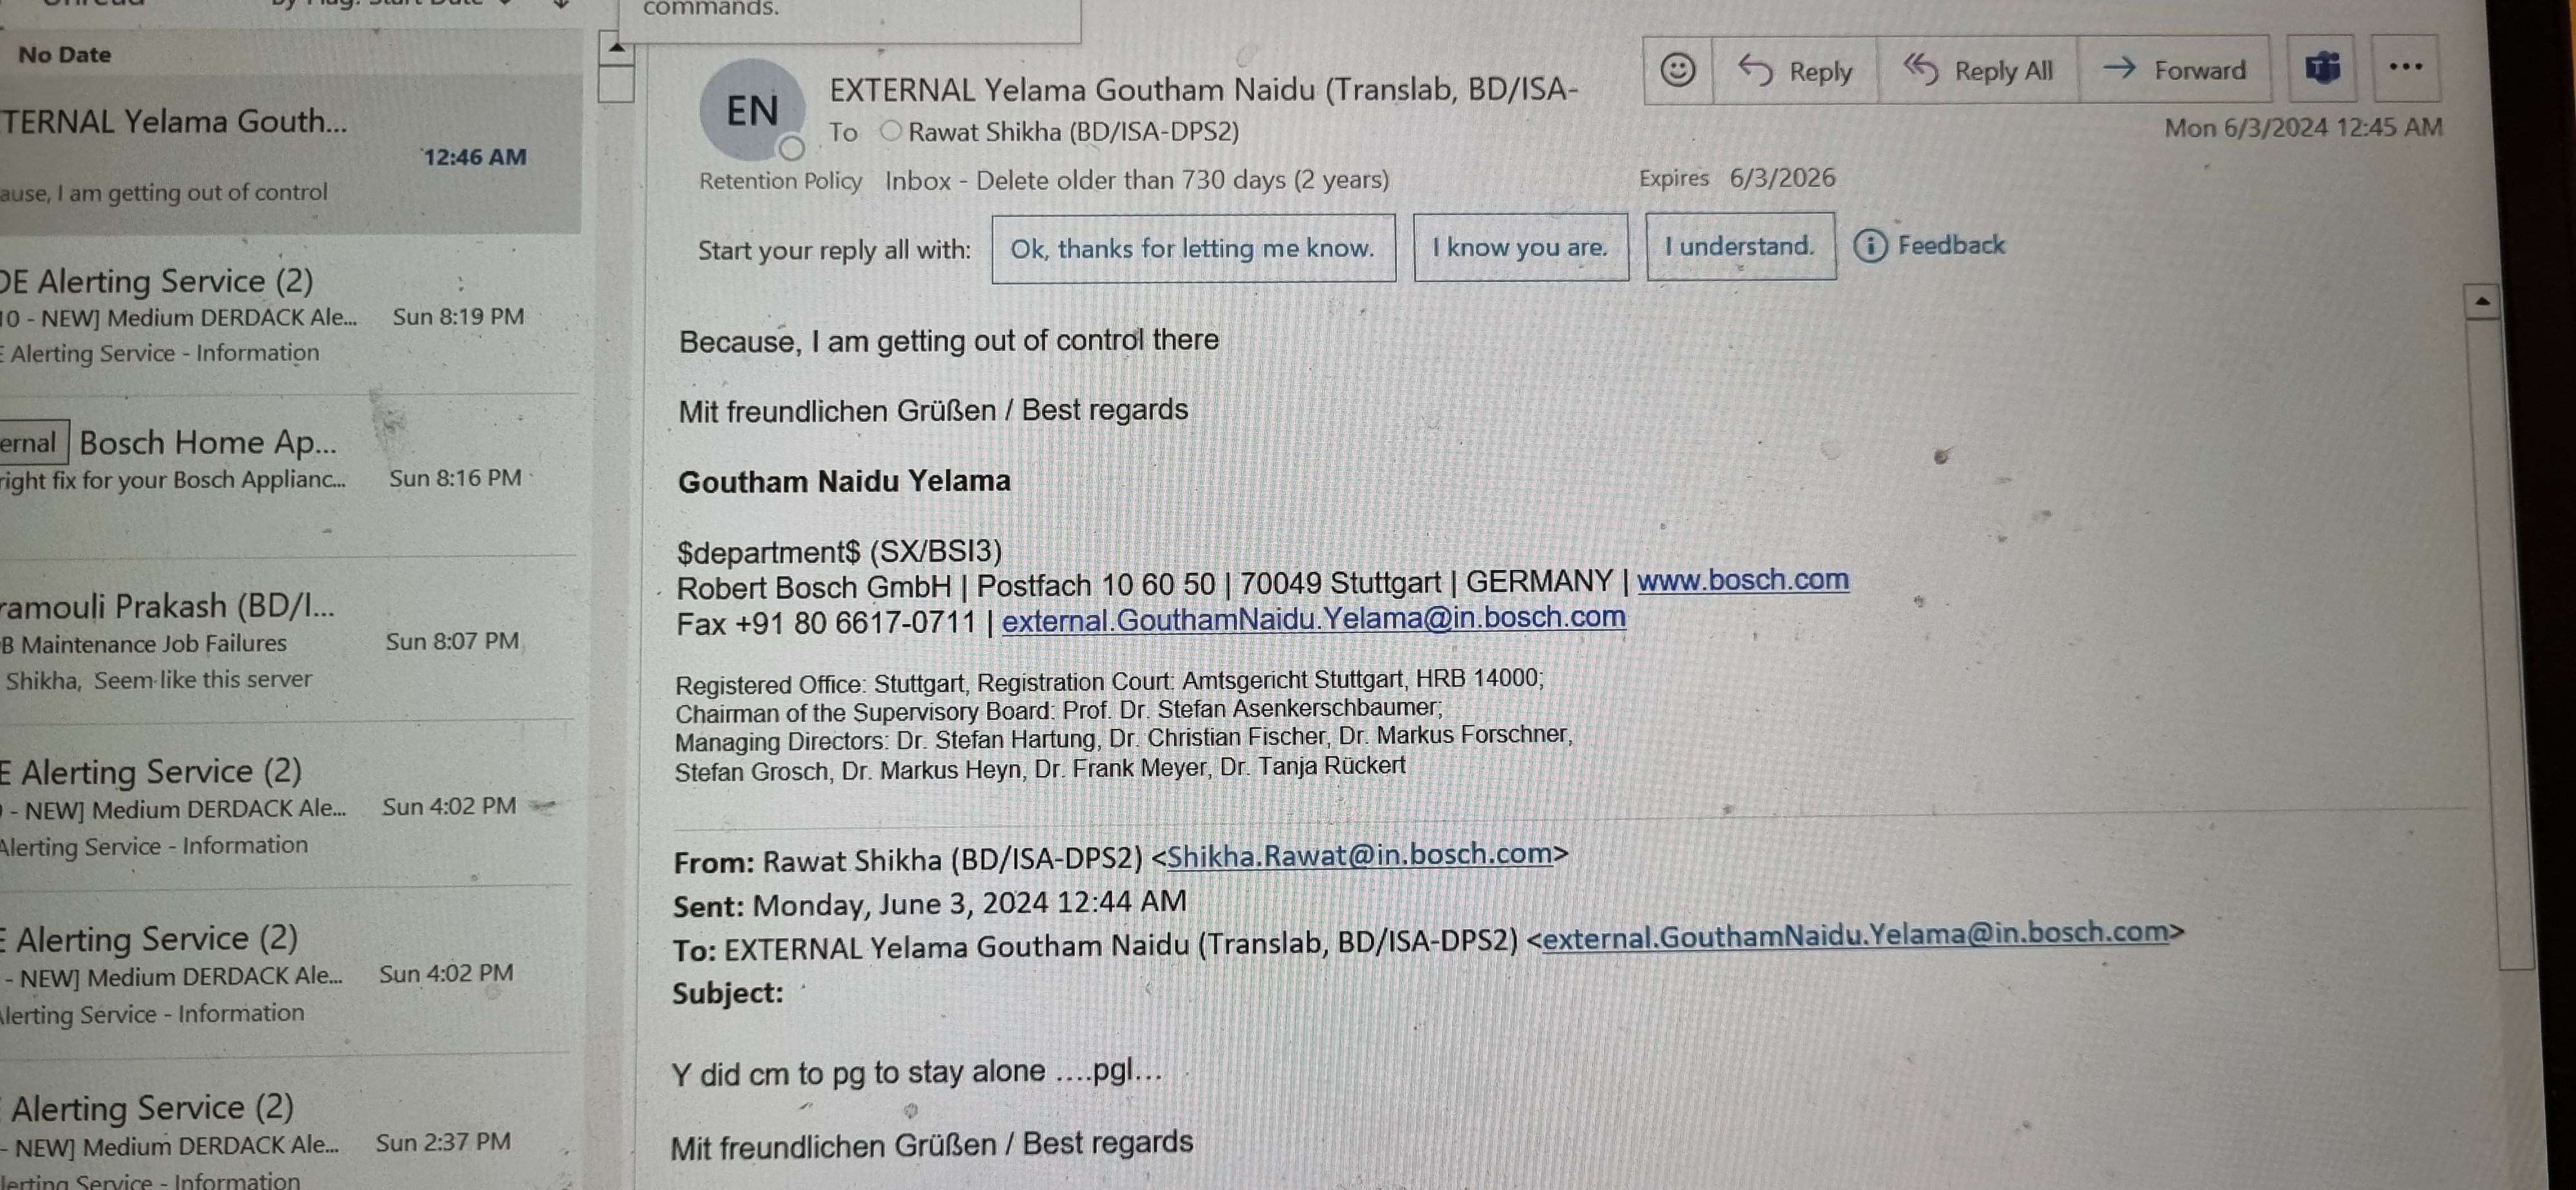 commands.
No Date
TERNAL Yelama Gouth...
12:46 AM
ause, I am getting out of control
DE Alerting Service (2)
10 - NEW] Medium DERDACK Ale... Sun 8:19 PM
E Alerting Service - Information
ernal Bosch Home Ap...
right fix for your Bosch Applianc... Sun 8:16 PM
ramouli Prakash (BD/I...
B Maintenance Job Failures Sun 8:07 PM
Shikha, Seem like this server
E Alerting Service (2)
- NEW] Medium DERDACK Ale... Sun 4:02 PM
Alerting Service - Information
E Alerting Service (2)
- NEW] Medium DERDACK Ale... Sun 4:02 PM
Alerting Service - Information
Alerting Service (2)
- NEW] Medium DERDACK Ale... Sun 2:37 PM
lerting Service - Information
EN
EXTERNAL Yelama Goutham Naidu (Translab, BD/ISA-
Reply Reply All Forward
To Rawat Shikha (BD/ISA-DPS2)
Mon 6/3/2024 12:45 AM
Retention Policy Inbox - Delete older than 730 days (2 years) Expires 6/3/2026
Start your reply all with: Ok, thanks for letting me know. I know you are. I understand. Feedback
Because, I am getting out of control there
Mit freundlichen Grüßen / Best regards
Goutham Naidu Yelama
$department$ (SX/BSI3)
Robert Bosch GmbH | Postfach 10 60 50 | 70049 Stuttgart | GERMANY | www.bosch.com
Fax +91 80 6617-0711 | external.GouthamNaidu.Yelama@in.bosch.com
Registered Office: Stuttgart, Registration Court: Amtsgericht Stuttgart, HRB 14000;
Chairman of the Supervisory Board: Prof. Dr. Stefan Asenkerschbaumer;
Managing Directors: Dr. Stefan Hartung, Dr. Christian Fischer, Dr. Markus Forschner,
Stefan Grosch, Dr. Markus Heyn, Dr. Frank Meyer, Dr. Tanja Rückert
From: Rawat Shikha (BD/ISA-DPS2) <Shikha.Rawat@in.bosch.com>
Sent: Monday, June 3, 2024 12:44 AM
To: EXTERNAL Yelama Goutham Naidu (Translab, BD/ISA-DPS2) <external.GouthamNaidu.Yelama@in.bosch.com>
Subject:
Y did cm to pg to stay alone ....pgl...
Mit freundlichen Grüßen / Best regards